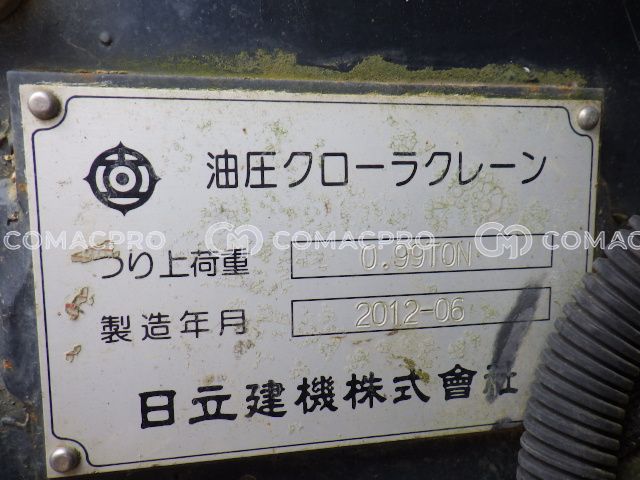 油圧クローラクレーン
COMACPRO COMACPRO COMACPRO
つり上荷重 0.99TON
製造年月 2012-06
日立建機株式會社